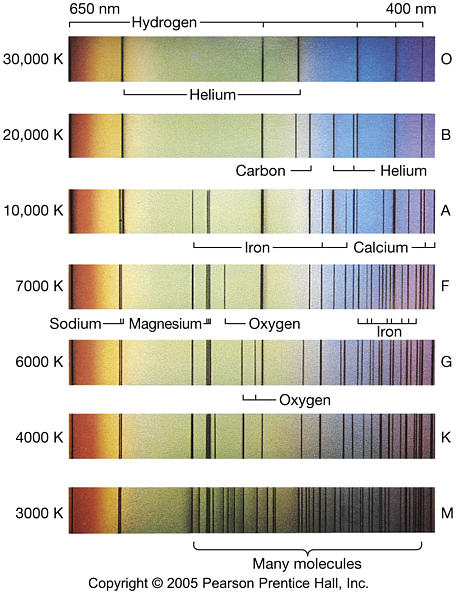 650 nm 400 nm
Hydrogen
30,000 K O
Helium
20,000 K B
Carbon Helium
10,000 K A
Iron Calcium
7000 K F
Sodium Magnesium Oxygen Iron
6000 K G
Oxygen
4000 K K
3000 K M
Many molecules
Copyright © 2005 Pearson Prentice Hall, Inc.